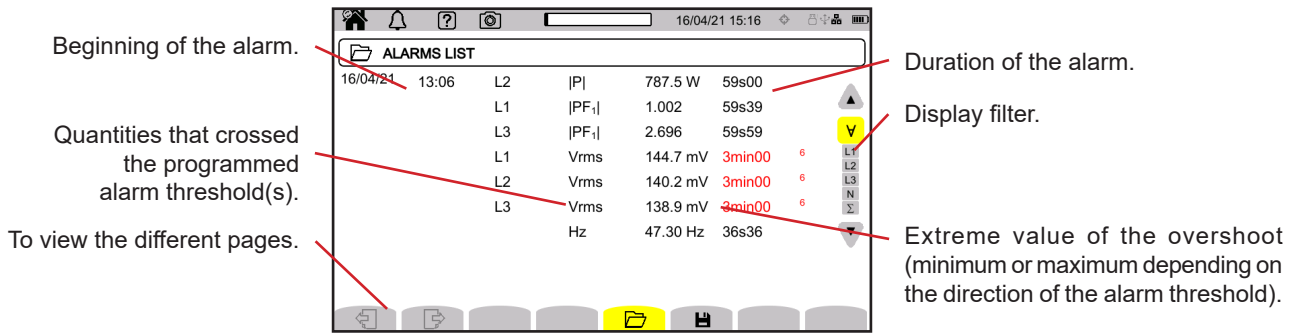 16/04/21 15:16
ALARMS LIST
Beginning of the alarm.
16/04/21 13:06 L2 |P| 787.5 W 59s00
L1 |PF₁| 1.002 59s39
L3 |PF₁| 2.696 59s59
L1 Vrms 144.7 mV 3min00 6
L2 Vrms 140.2 mV 3min00 6
L3 Vrms 138.9 mV 3min00 6
Hz 47.30 Hz 36s36
∀
L1
L2
L3
N
Σ
Quantities that crossed
the programmed
alarm threshold(s).
To view the different pages.
Duration of the alarm.
Display filter.
Extreme value of the overshoot
(minimum or maximum depending on
the direction of the alarm threshold).